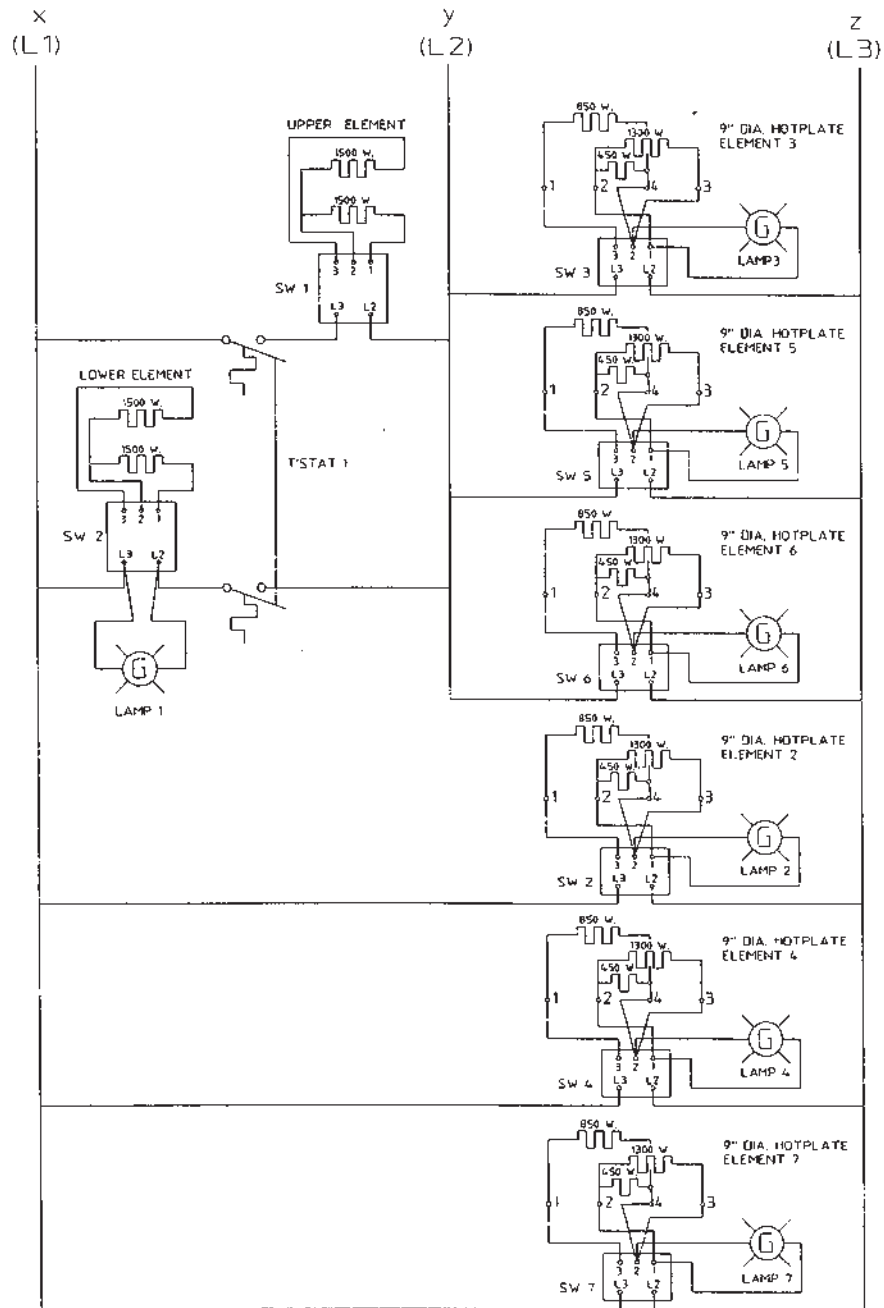 x
(L1)
y
(L2)
z
(L3)
UPPER ELEMENT
1500 W.
1500 W.
3 2 1
SW 1
L3 L2
LOWER ELEMENT
1500 W.
1500 W.
3 2 1
SW 2
L3 L2
G
LAMP 1
T'STAT 1
850 W.
1300 W.
450 W.
9" DIA. HOTPLATE
ELEMENT 3
1 2 4 3
G
LAMP3
3 2 1
SW 3
L3 L2
850 W.
1300 W.
450 W.
9" DIA. HOTPLATE
ELEMENT 5
1 2 4 3
G
LAMP 5
3 2 1
SW 5
L3 L2
850 W.
1300 W.
450 W
9" DIA. HOTPLATE
ELEMENT 6
1 2 4 3
G
LAMP 6
3 2 1
SW 6
L3 L2
850 W.
1300 W.
450 W.
9" DIA. HOTPLATE
ELEMENT 2
1 2 4 3
G
LAMP 2
3 2 1
SW 2
L3 L2
850 W.
1300 W.
450 W
9" DIA. HOTPLATE
ELEMENT 4
1 2 4 3
G
LAMP 4
3 2 1
SW 4
L3 L2
850 W.
1300 W.
450 W.
9" DIA. HOTPLATE
ELEMENT 7
1 2 4 3
G
LAMP 7
3 2 1
SW 7
L3 L2